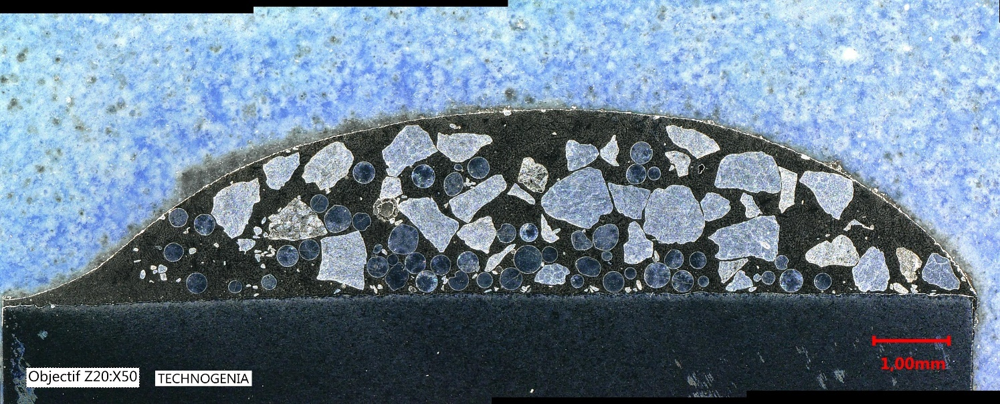 1,00mm
Objectif Z20:X50
TECHNOGENIA